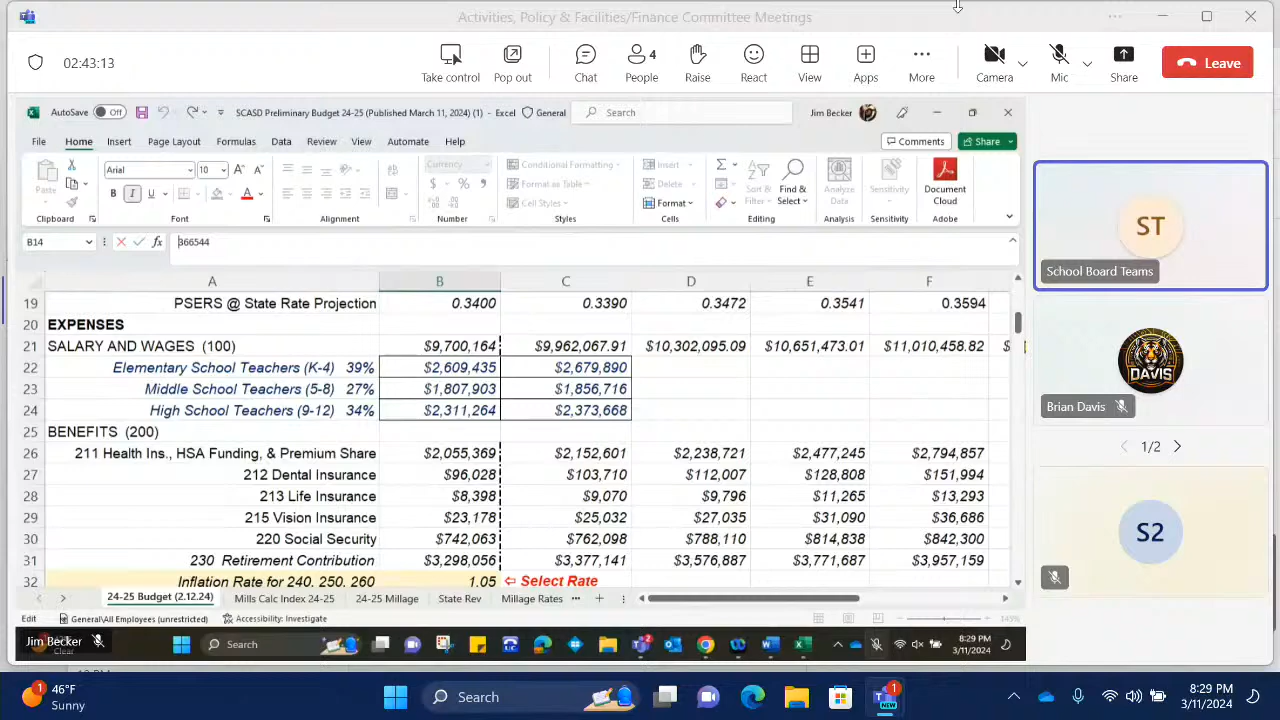 Activities, Policy & Facilities/Finance Committee Meetings
02:43:13
Take control Pop out Chat People 4 Raise React View Apps More Camera Mic Share Leave
AutoSave Off SCASD Preliminary Budget 24-25 (Published March 11, 2024) (1) - Excel General Search Jim Becker
File Home Insert Page Layout Formulas Review View Automate Help Comments Share
Paste Arial 10 Currency Conditional Formatting Insert
Format as Table Delete Sort & Find & Analyze Sensitivity Document
B I U Cell Styles Format Filter Select Data Cloud
Clipboard Font Alignment Number Styles Cells Editing Analysis Sensitivity Adobe
B14 fx 366544
A B C D E F
19 PSERS @ State Rate Projection 0.3400 0.3390 0.3472 0.3541 0.3594
20 EXPENSES
21 SALARY AND WAGES (100) $9,700,164 $9,962,067.91 $10,302,095.09 $10,651,473.01 $11,010,458.82 $
22 Elementary School Teachers (K-4) 39% $2,609,435 $2,679,890
23 Middle School Teachers (5-8) 27% $1,807,903 $1,856,716
24 High School Teachers (9-12) 34% $2,311,264 $2,373,668
25 BENEFITS (200)
26 211 Health Ins., HSA Funding, & Premium Share $2,055,369 $2,152,601 $2,238,721 $2,477,245 $2,794,857
27 212 Dental Insurance $96,028 $103,710 $112,007 $128,808 $151,994
28 213 Life Insurance $8,398 $9,070 $9,796 $11,265 $13,293
29 215 Vision Insurance $23,178 $25,032 $27,035 $31,090 $36,686
30 220 Social Security $742,063 $762,098 $788,110 $814,838 $842,300
31 230 Retirement Contribution $3,298,056 $3,377,141 $3,576,887 $3,771,687 $3,957,159
32 Inflation Rate for 240, 250, 260 1.05 ⇦ Select Rate
24-25 Budget (2.12.24) Mills Calc Index 24-25 24-25 Millage State Rev Millage Rates ... +
Edit General\All Employees (unrestricted) Accessibility: Investigate 149%
Jim Becker
Clear
Search
8:29 PM
3/11/2024
ST
School Board Teams
DAVIS
Brian Davis
1/2
S2
1
46°F
Sunny
Search
NEW
1
8:29 PM
3/11/2024